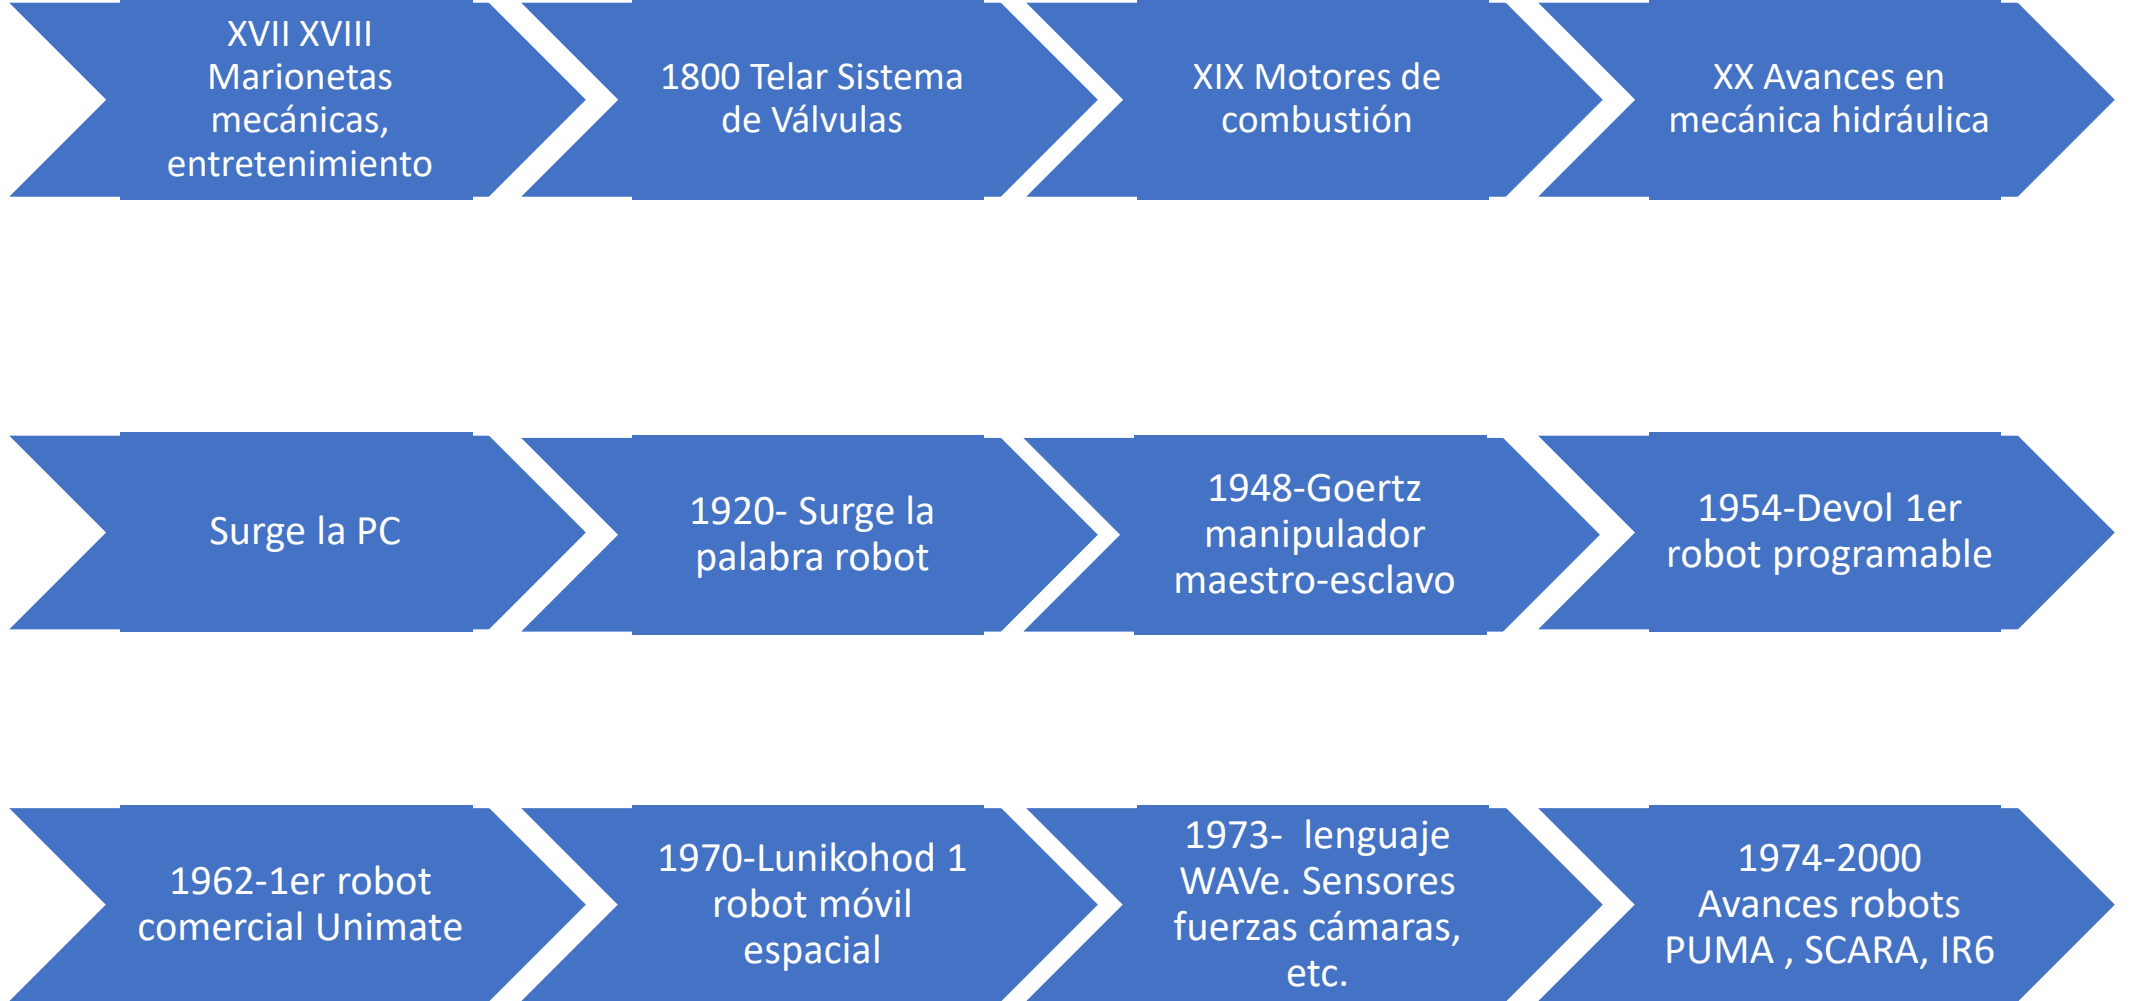 XVII XVIII
Marionetas
mecánicas,
entretenimiento
1800 Telar Sistema
de Válvulas
XIX Motores de
combustión
XX Avances en
mecánica hidráulica
Surge la PC
1920- Surge la
palabra robot
1948-Goertz
manipulador
maestro-esclavo
1954-Devol 1er
robot programable
1962-1er robot
comercial Unimate
1970-Lunikohod 1
robot móvil
espacial
1973-  lenguaje
WAVe. Sensores
fuerzas cámaras,
etc.
1974-2000
Avances robots
PUMA , SCARA, IR6